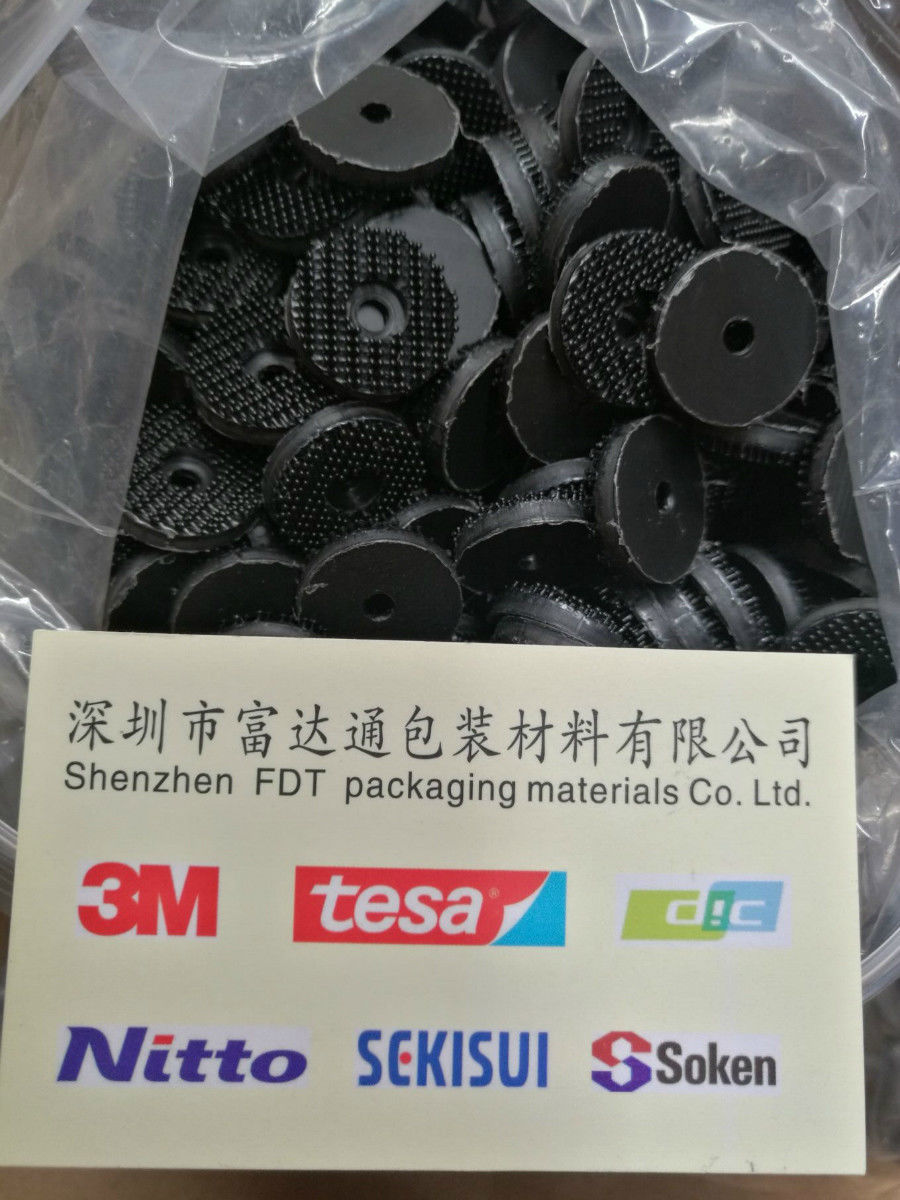 深圳市富达通包装材料有限公司
Shenzhen FDT packaging materials Co. Ltd.
3M tesa® dic
Nitto SEKISUI Soken